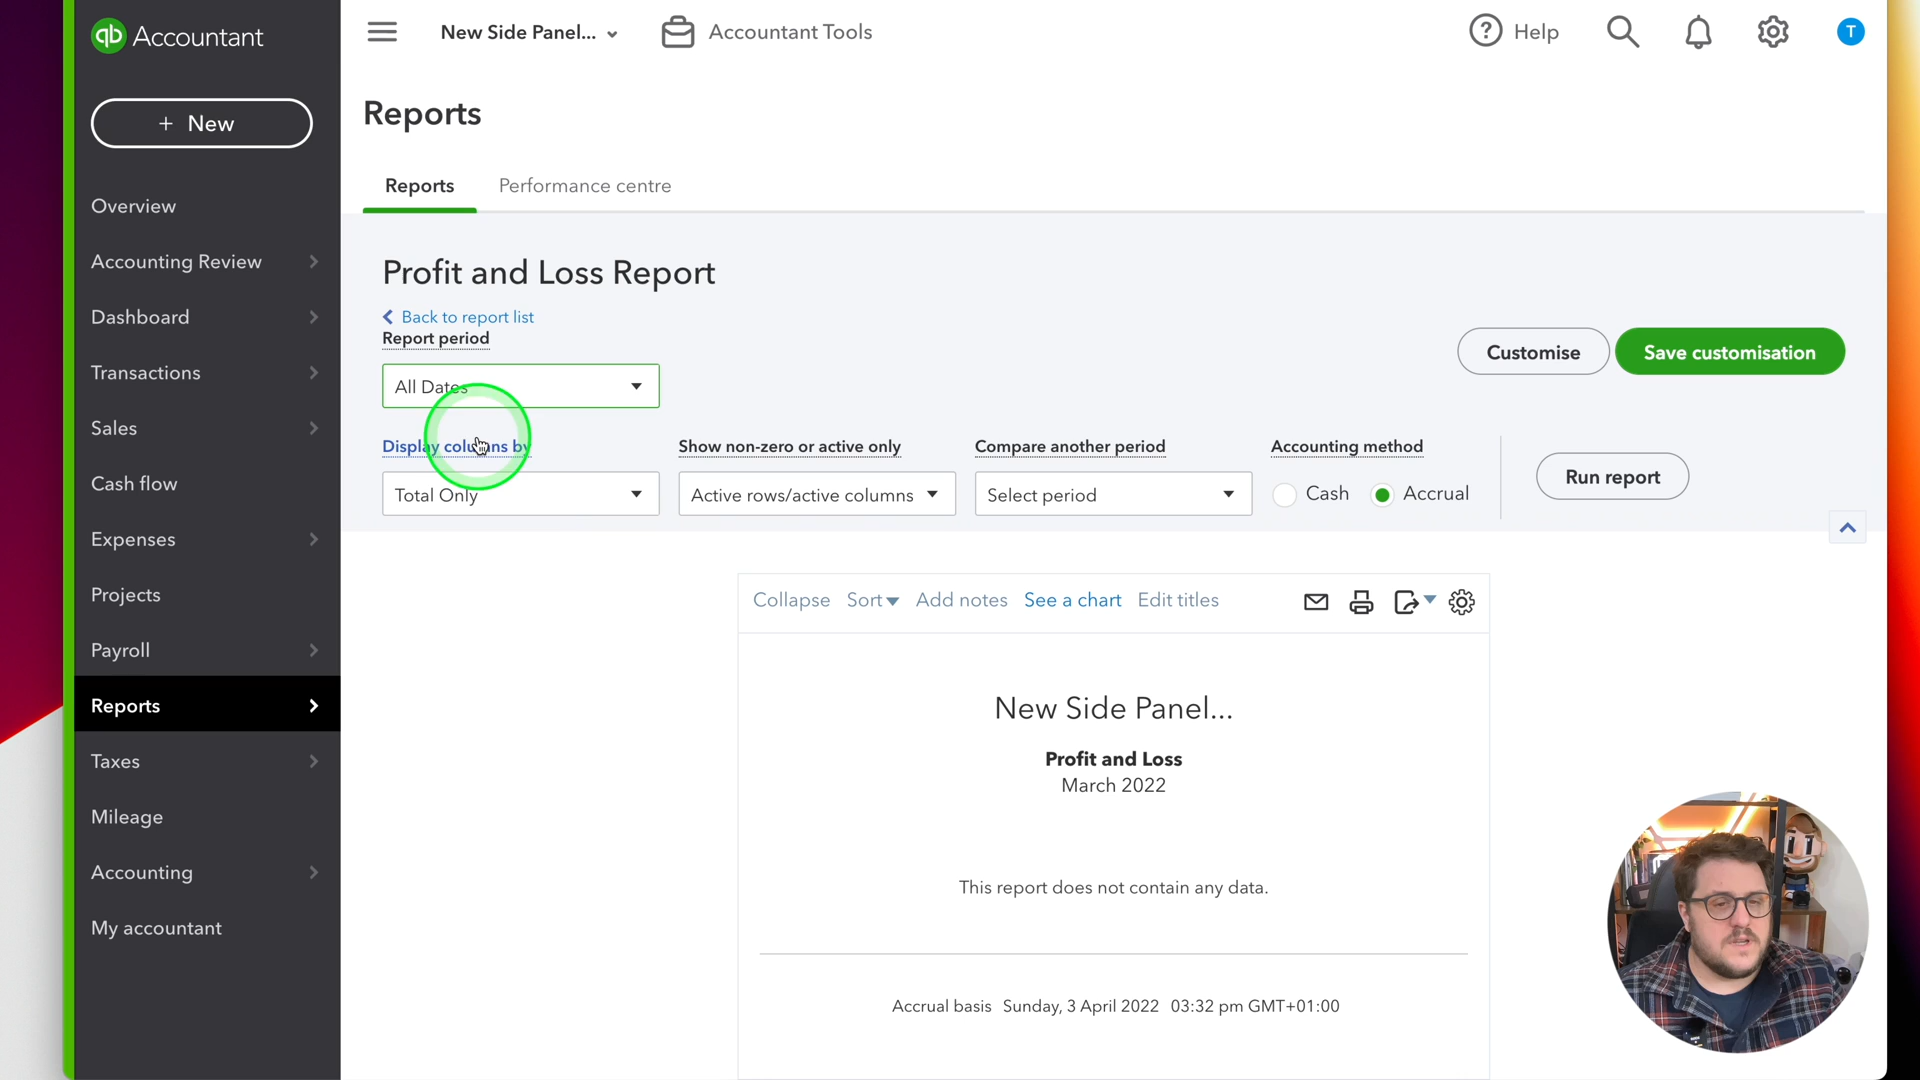 qb Accountant
New Side Panel...
Accountant Tools
Help
T
+ New
Overview
Accounting Review
Dashboard
Transactions
Sales
Cash flow
Expenses
Projects
Payroll
Reports
Taxes
Mileage
Accounting
My accountant
Reports
Reports
Performance centre
Profit and Loss Report
Back to report list
Report period
All Dates
Customise
Save customisation
Display columns by
Show non-zero or active only
Compare another period
Accounting method
Total Only
Active rows/active columns
Select period
Cash
Accrual
Run report
Collapse
Sort
Add notes
See a chart
Edit titles
New Side Panel...
Profit and Loss
March 2022
This report does not contain any data.
Accrual basis Sunday, 3 April 2022 03:32 pm GMT+01:00